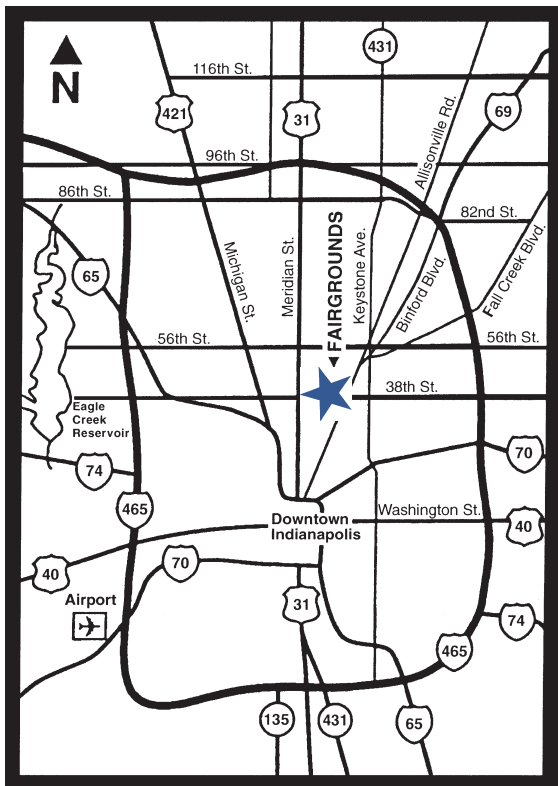 431
N
116th St.
69
421
31
Allisonville Rd.
96th St.
86th St.
82nd St.
FAIRGROUNDS
Keystone Ave.
Meridian St.
Michigan St.
Binford Blvd.
Fall Creek Blvd.
65
56th St.
56th St.
38th St.
Eagle
Creek
Reservoir
70
74
465
Washington St.
Downtown
Indianapolis
40
70
40
Airport
31
74
465
135
431
65